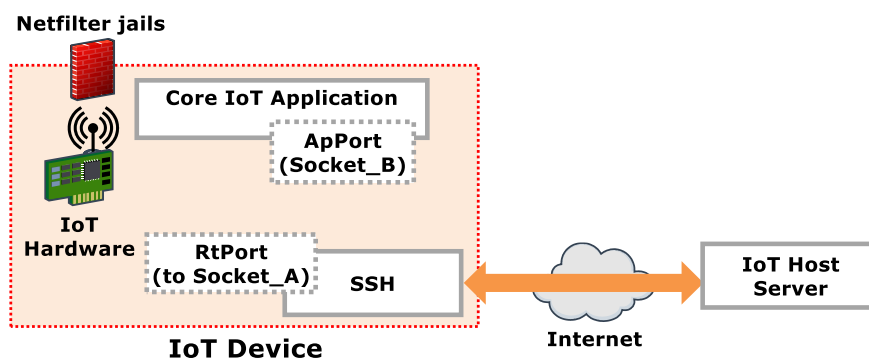 Netfilter jails
Core IoT Application
ApPort
(Socket_B)
IoT
Hardware
RtPort
(to Socket_A)
SSH
IoT Host
Server
Internet
IoT Device